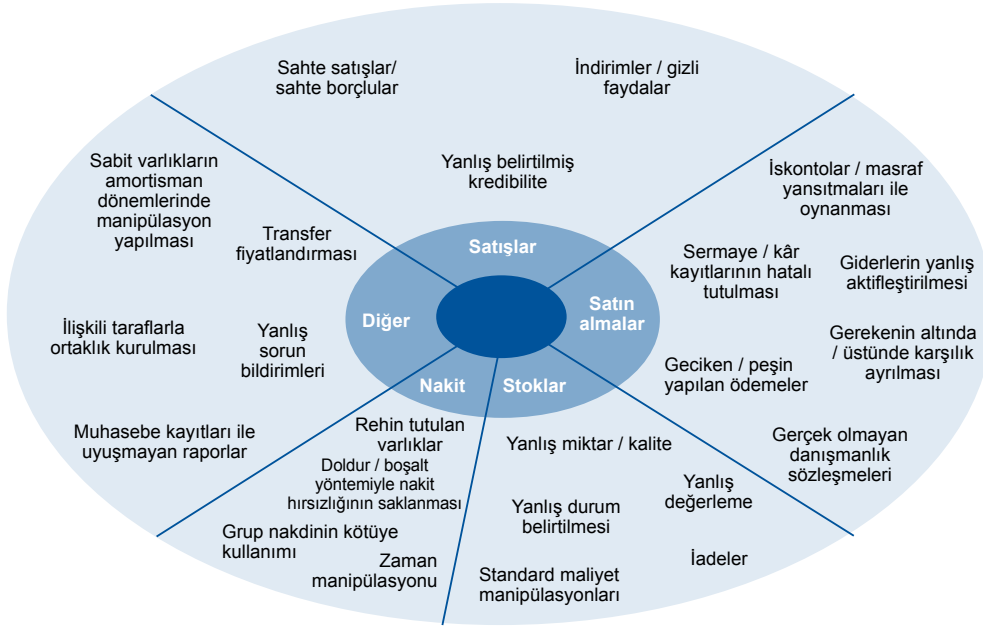 Sahte satışlar/
sahte borçlular
İndirimler / gizli
faydalar
Yanlış belirtilmiş
kredibilite
Sabit varlıkların
amortisman
dönemlerinde
manipülasyon
yapılması
Transfer
fiyatlandırması
İskontolar / masraf
yansıtmaları ile
oynanması
Sermaye / kâr
kayıtlarının hatalı
tutulması
Giderlerin yanlış
aktifleştirilmesi
Satışlar
Satın
almalar
Diğer
Nakit
Stoklar
İlişkili taraflarla
ortaklık kurulması
Yanlış
sorun
bildirimleri
Geciken / peşin
yapılan ödemeler
Gerekenin altında
/ üstünde karşılık
ayrılması
Muhasebe kayıtları ile
uyuşmayan raporlar
Rehin tutulan
varlıklar
Doldur / boşalt
yöntemiyle nakit
hırsızlığının saklanması
Grup nakdinin kötüye
kullanımı
Zaman
manipülasyonu
Yanlış miktar / kalite
Yanlış durum
belirtilmesi
Yanlış
değerleme
Gerçek olmayan
danışmanlık
sözleşmeleri
İadeler
Standard maliyet
manipülasyonları